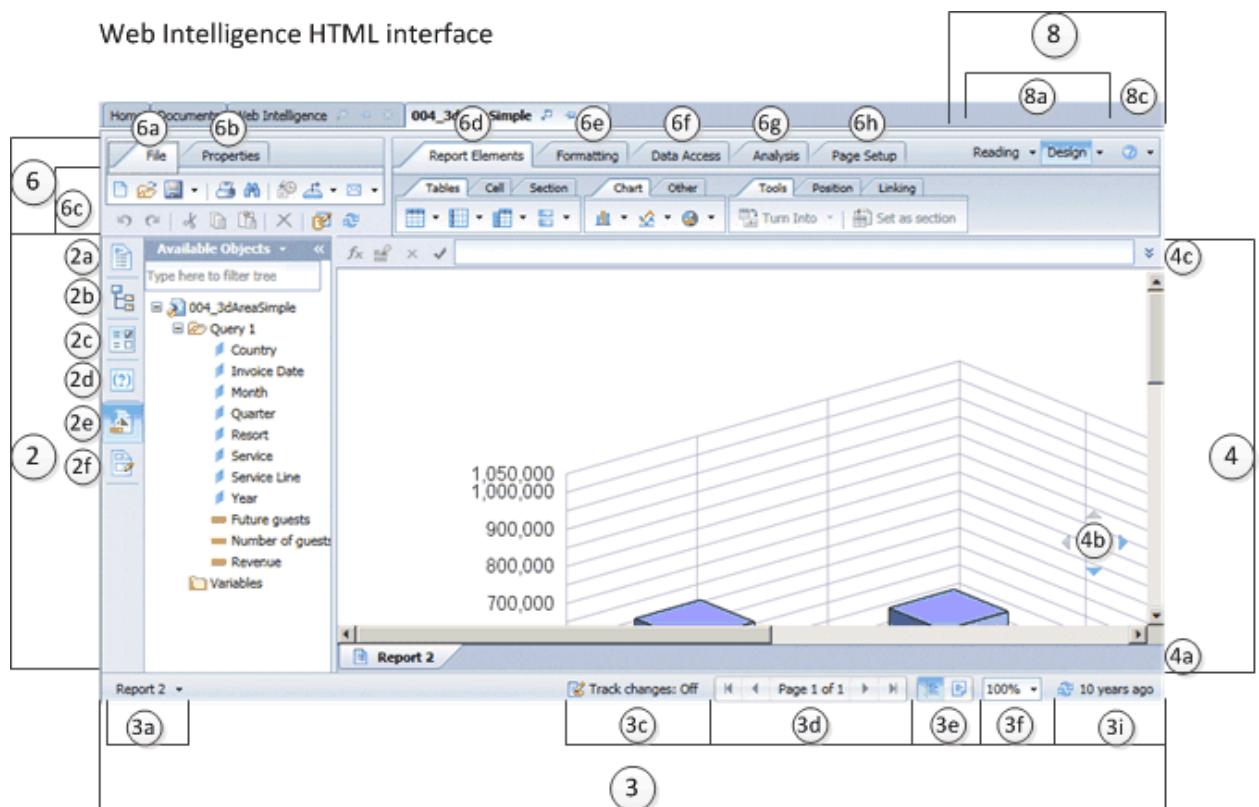 Web Intelligence HTML interface
8
8a
8c
Home Documents Web Intelligence 004_3d Simple
6a 6b 6d 6e 6f 6g 6h
File Properties Report Elements Formatting Data Access Analysis Page Setup Reading Design
6
6c
Tables Cell Section Chart Other Tools Position Linking
Turn Into Set as section
2a
Available Objects
4c
Type here to filter tree
2b
004_3dAreaSimple
Query 1
2c
Country
Invoice Date
2d
Month
Quarter
2e
Resort
Service
2
2f
Service Line
Year
Future guests
Number of guests
Revenue
Variables
1,050,000
1,000,000
900,000
800,000
700,000
4b
4
Report 2
4a
Report 2 Track changes: Off Page 1 of 1 100% 10 years ago
3a 3c 3d 3e 3f 3i
3